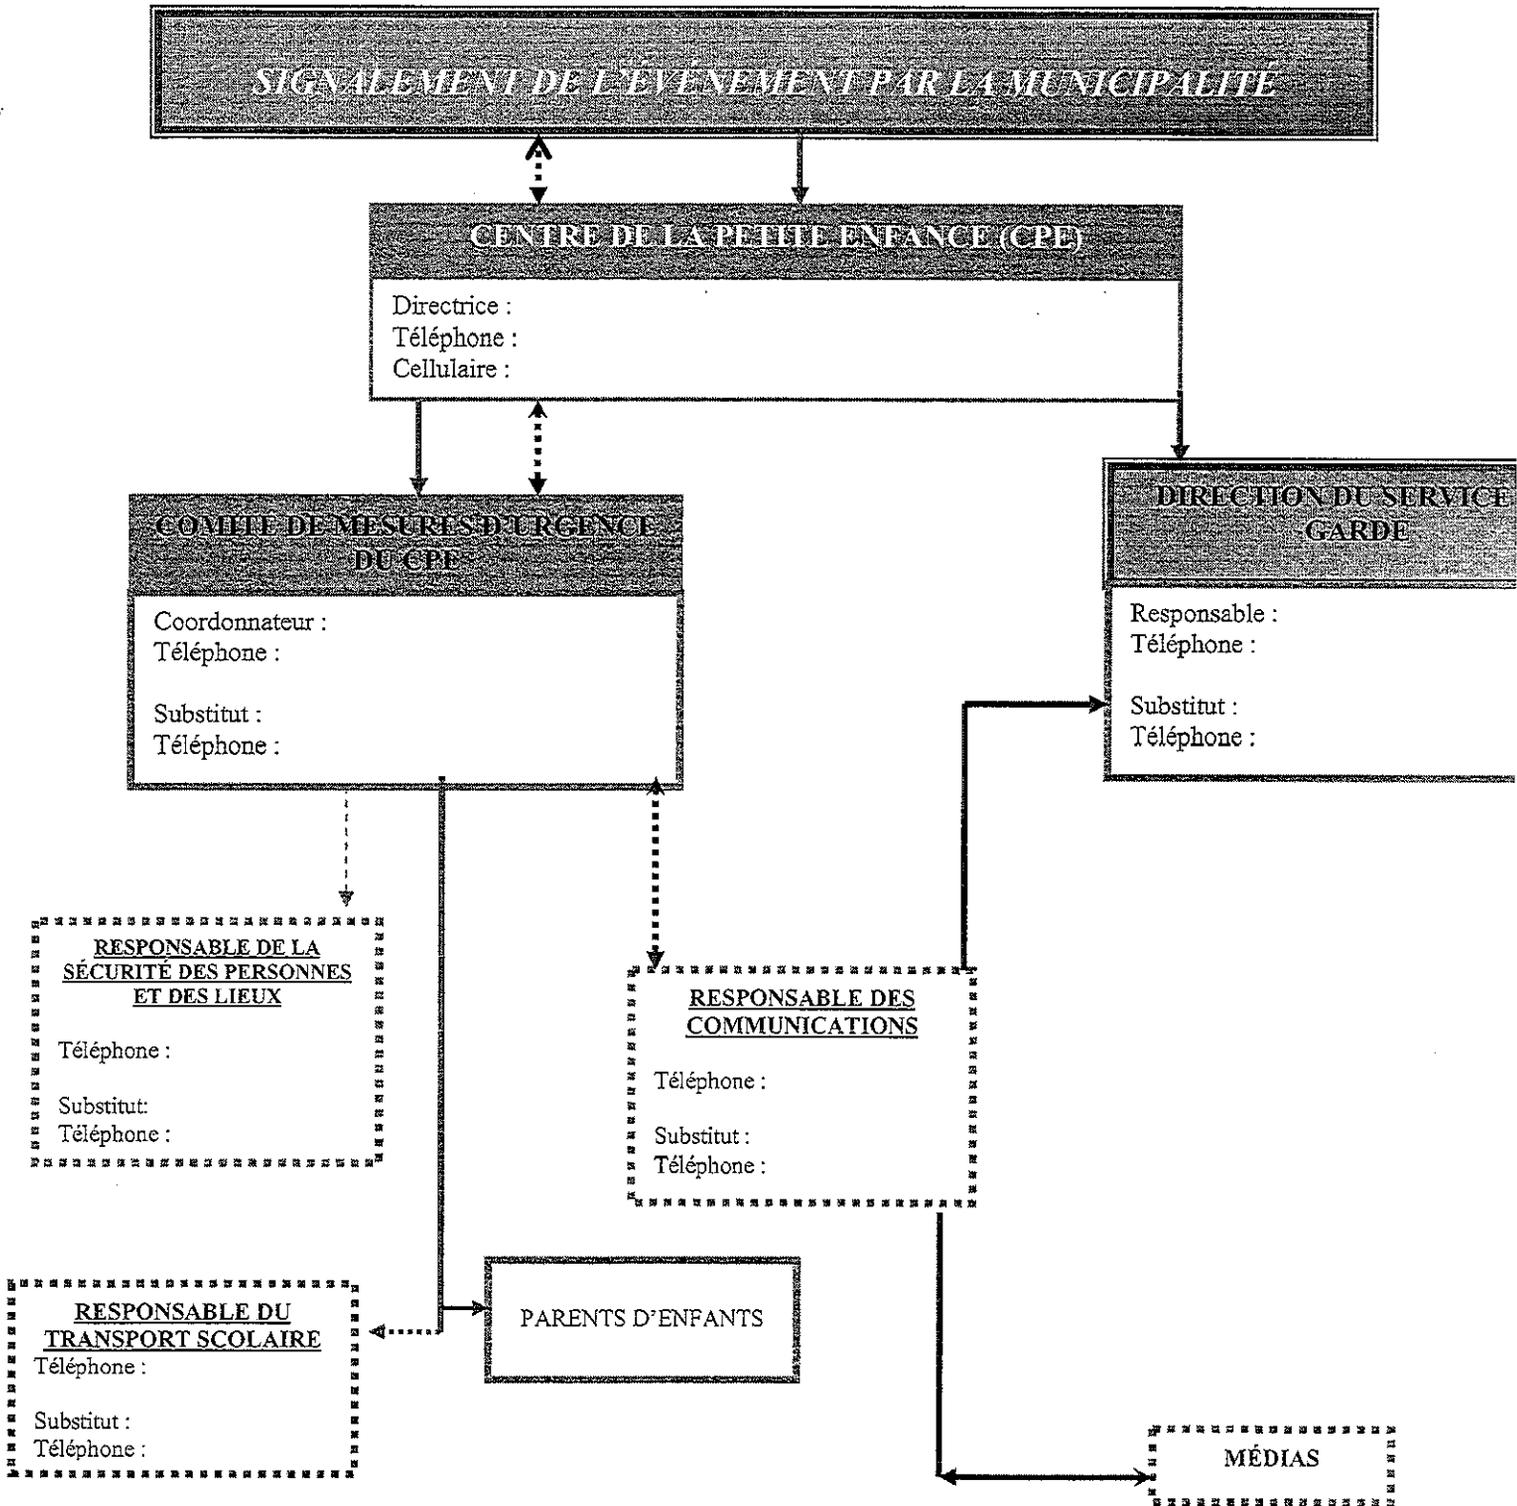 SIGNALEMENT DE L'ÉVÉNEMENT PAR LA MUNICIPALITÉ
CENTRE DE LA PETITE ENFANCE (CPE)
Directrice :
Téléphone :
Cellulaire :
COMITÉ DE MESURES D'URGENCE
DU CPE
Coordonnateur :
Téléphone :
Substitut :
Téléphone :
DIRECTION DU SERVICE
GARDE
Responsable :
Téléphone :
Substitut :
Téléphone :
RESPONSABLE DE LA
SÉCURITÉ DES PERSONNES
ET DES LIEUX
Téléphone :
Substitut:
Téléphone :
RESPONSABLE DES
COMMUNICATIONS
Téléphone :
Substitut :
Téléphone :
RESPONSABLE DU
TRANSPORT SCOLAIRE
Téléphone :
Substitut :
Téléphone :
PARENTS D'ENFANTS
MÉDIAS